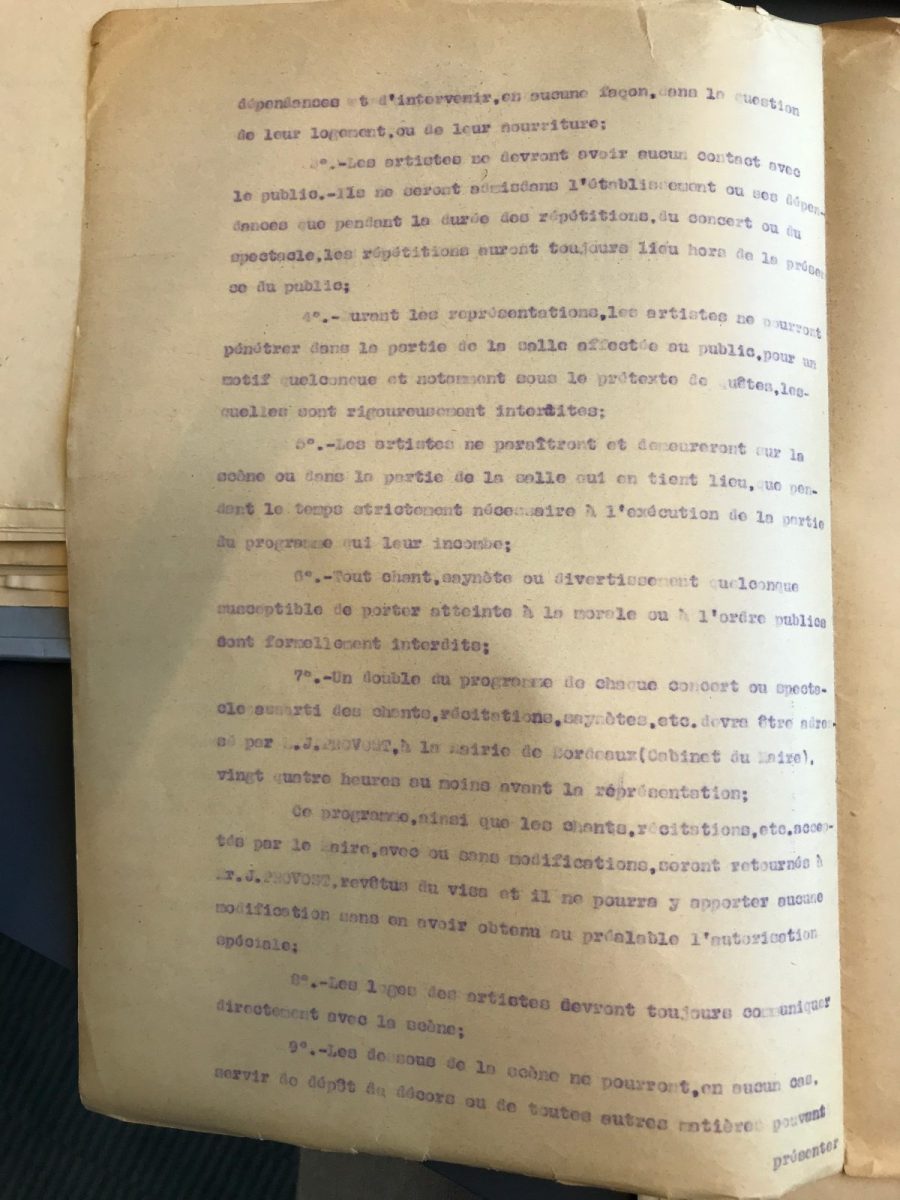 dépendances et d'intervenir,en aucune façon,dans la question
de leur logement,ou de leur nourriture;
3°.-Les artistes ne devront avoir aucun contact avec
le public.-Ils ne seront admisdans l'établissement ou ses dépen-
dances que pendant la durée des répétitions,du concert ou du
spectacle,les répétitions auront toujours lieu hors de la présen
ce du public;
4°.-Durant les représentations,les artistes ne pourront
pénétrer dans la partie de la salle affectée au public,pour un
motif quelconque et notamment sous le prétexte de quêtes,les-
quelles sont rigoureusement interdites;
5°.-Les artistes ne paraîtront et demeureront sur la
scène ou dans la partie de la salle qui en tient lieu,que pen-
dant le temps strictement nécessaire à l'exécution de la partie
du programme qui leur incombe;
6°.-Tout chant,saynète ou divertissement quelconque
susceptible de porter atteinte à la morale ou à l'ordre publics
sont formellement interdits;
7°.-Un double du programme de chaque concert ou specta-
cle assorti des chants,récitations,saynètes,etc.devra être adres-
sé par M.J.PROVOST,à la Mairie de Bordeaux(Cabinet du Maire),
vingt quatre heures au moins avant la représentation;
Ce programme,ainsi que les chants,récitations,etc.accep-
tés par le Maire,avec ou sans modifications,seront retournés à
Mr.J.PROVOST,revêtus du visa et il ne pourra y apporter aucune
modification sans en avoir obtenu au préalable l'autorisation
spéciale;
8°.-Les loges des artistes devront toujours communiquer
directement avec la scène;
9°.-Les dessous de la scène ne pourront,en aucun cas,
servir de dépôt du décors ou de toutes autres matières pouvant
présenter